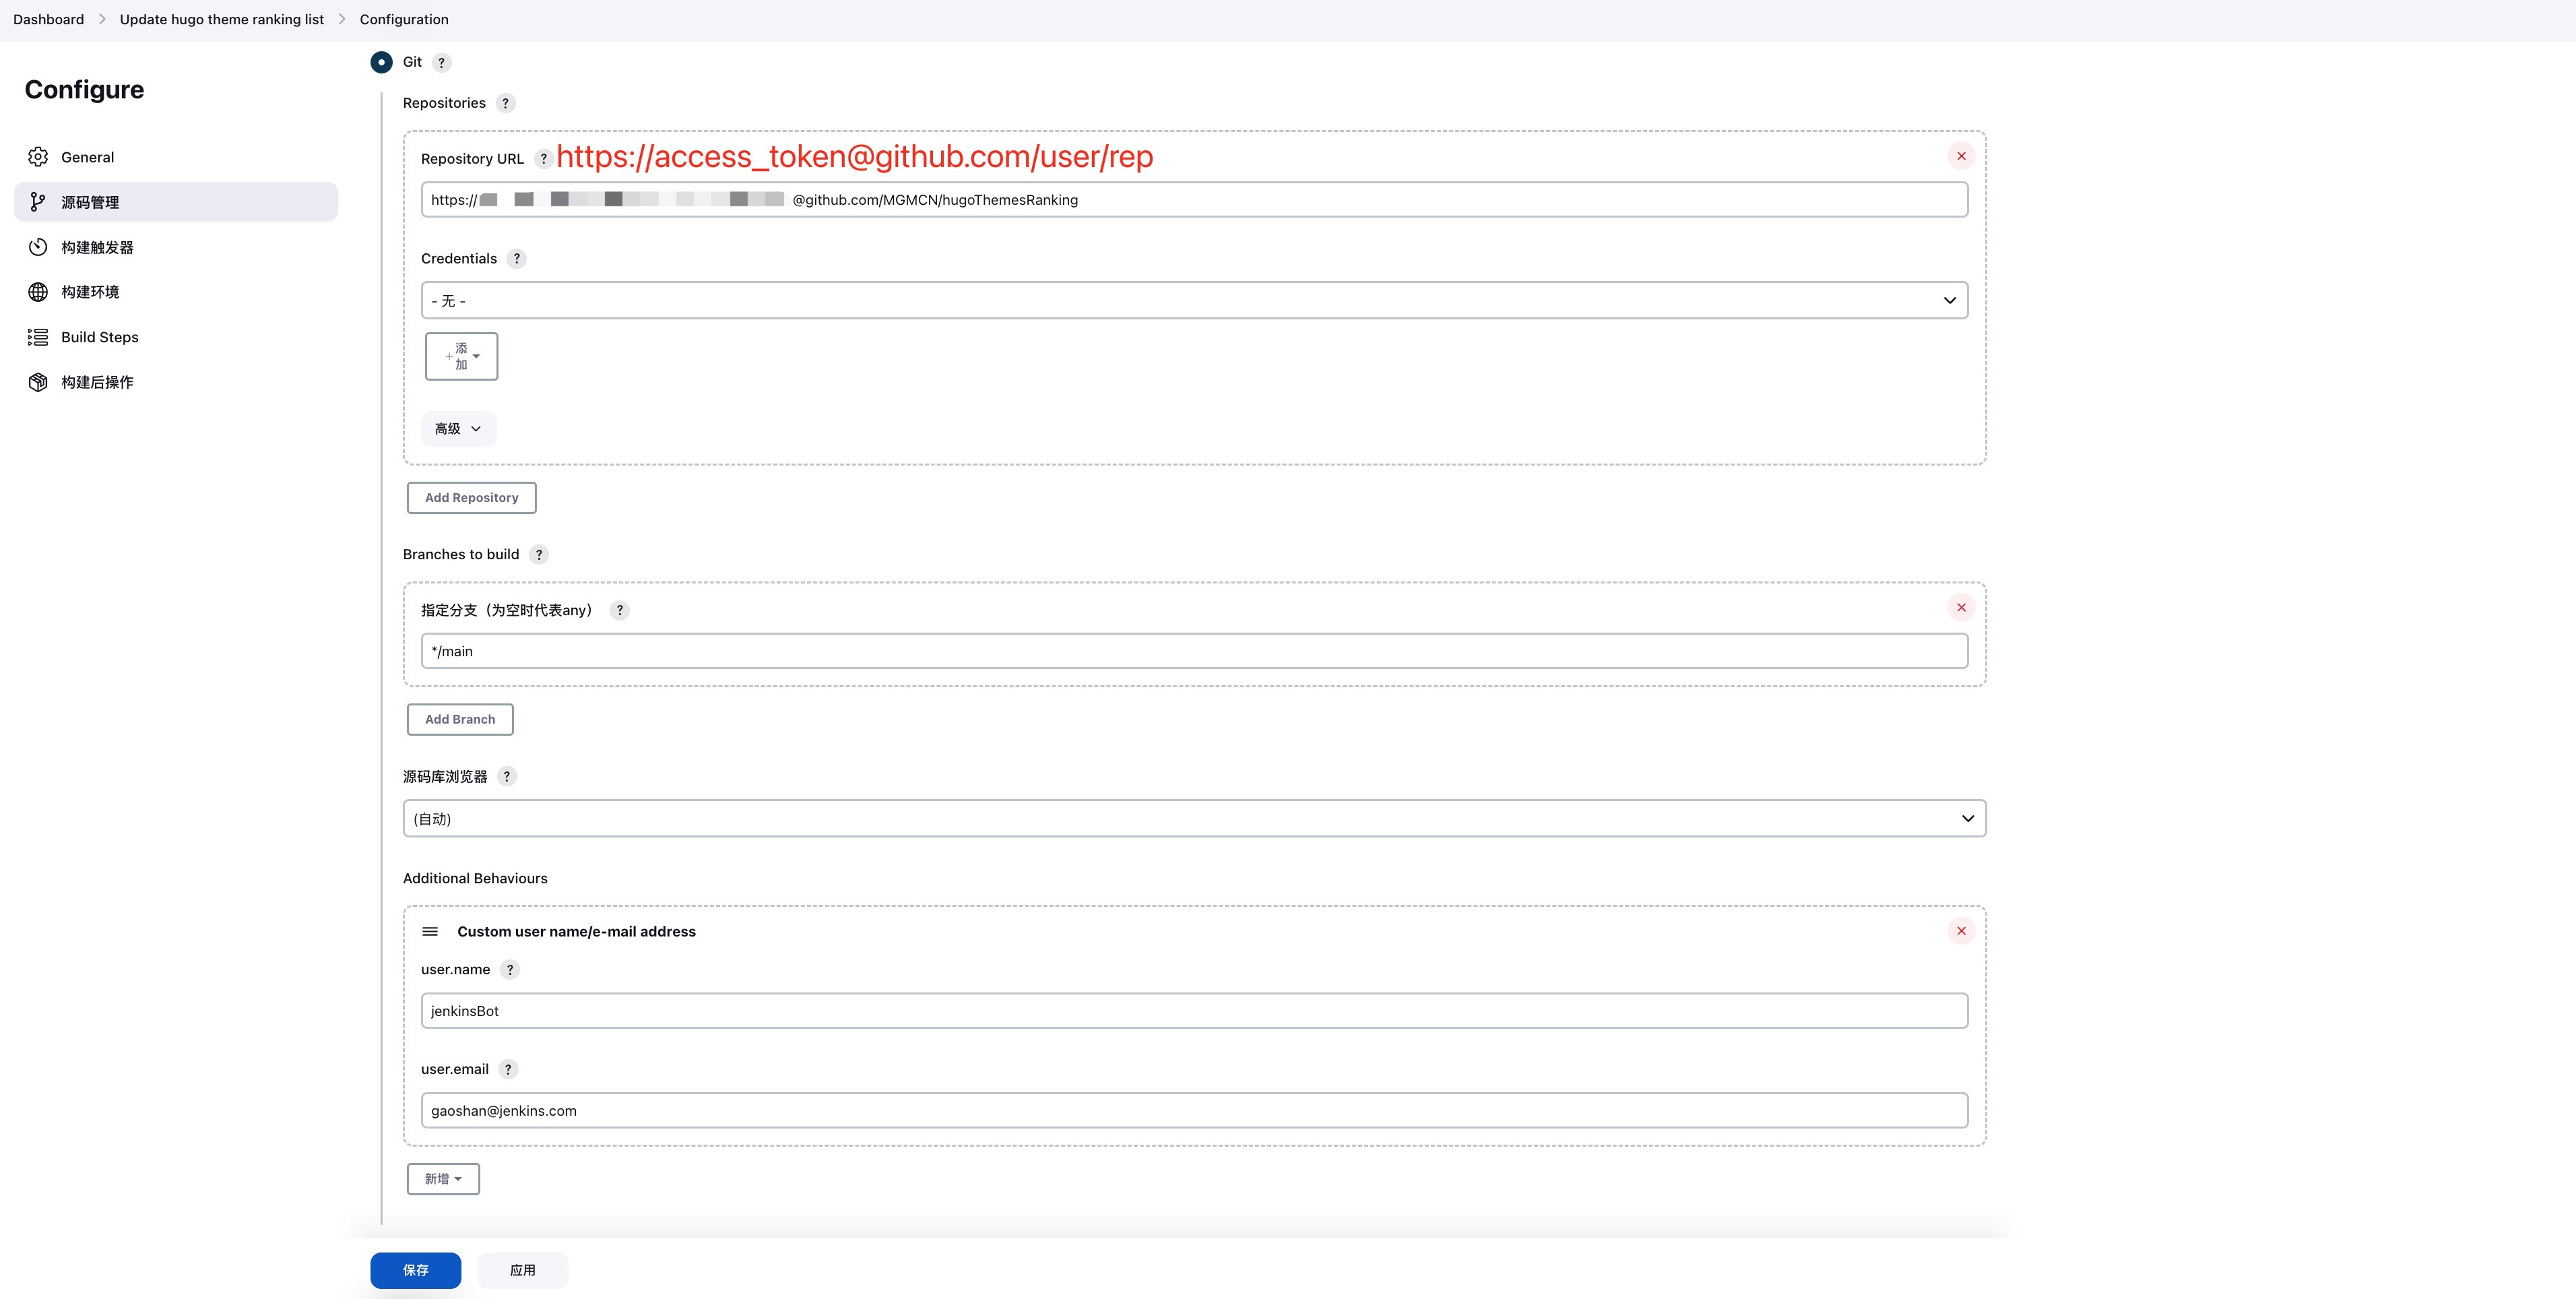 Dashboard > Update hugo theme ranking list > Configuration
Configure
General
源码管理
构建触发器
构建环境
Build Steps
构建后操作
Git ?
Repositories ?
Repository URL ? https://access_token@github.com/user/rep
https:// @github.com/MGMCN/hugoThemesRanking
Credentials ?
- 无 -
+ 添
加
高级
Add Repository
Branches to build ?
指定分支（为空时代表any） ?
*/main
Add Branch
源码库浏览器 ?
(自动)
Additional Behaviours
Custom user name/e-mail address
user.name ?
jenkinsBot
user.email ?
gaoshan@jenkins.com
新增
保存
应用